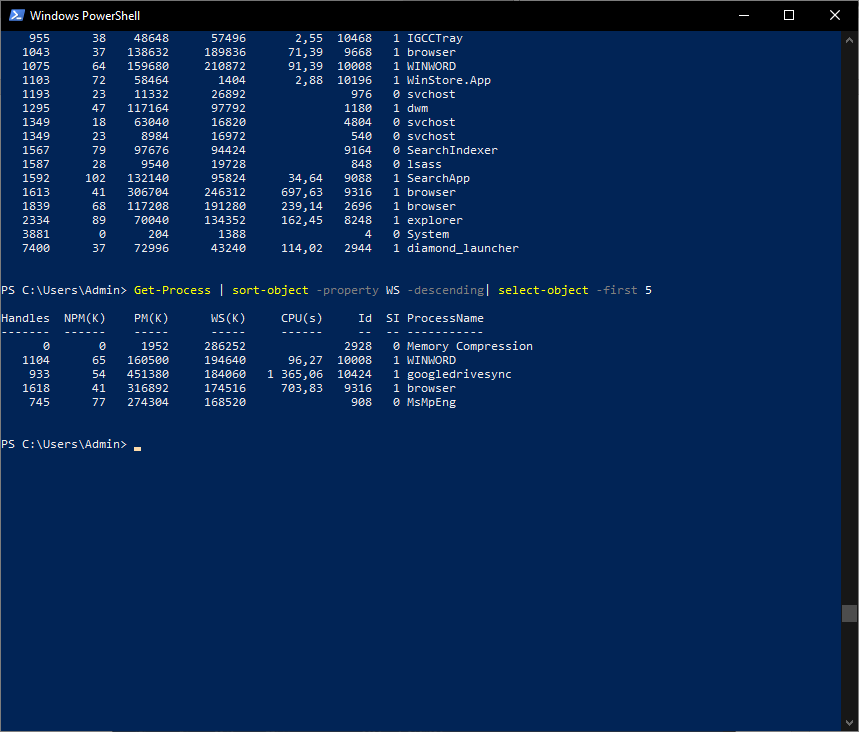 Windows PowerShell
955 38 48648 57496 2,55 10468 1 IGCCTray
1043 37 138632 189836 71,39 9668 1 browser
1075 64 159680 210872 91,39 10008 1 WINWORD
1103 72 58464 1404 2,88 10196 1 WinStore.App
1193 23 11332 26892 976 0 svchost
1295 47 117164 97792 1180 1 dwm
1349 18 63040 16820 4804 0 svchost
1349 23 8984 16972 540 0 svchost
1567 79 97676 94424 9164 0 SearchIndexer
1587 28 9540 19728 848 0 lsass
1592 102 132140 95824 34,64 9088 1 SearchApp
1613 41 306704 246312 697,63 9316 1 browser
1839 68 117208 191280 239,14 2696 1 browser
2334 89 70040 134352 162,45 8248 1 explorer
3881 0 204 1388 4 0 System
7400 37 72996 43240 114,02 2944 1 diamond_launcher
PS C:\Users\Admin> Get-Process | sort-object -property WS -descending| select-object -first 5
Handles NPM(K) PM(K) WS(K) CPU(s) Id SI ProcessName
------- ------ ----- ----- ------ -- -- -----------
0 0 1952 286252 2928 0 Memory Compression
1104 65 160500 194640 96,27 10008 1 WINWORD
933 54 451380 184060 1 365,06 10424 1 googledrivesync
1618 41 316892 174516 703,83 9316 1 browser
745 77 274304 168520 908 0 MsMpEng
PS C:\Users\Admin>